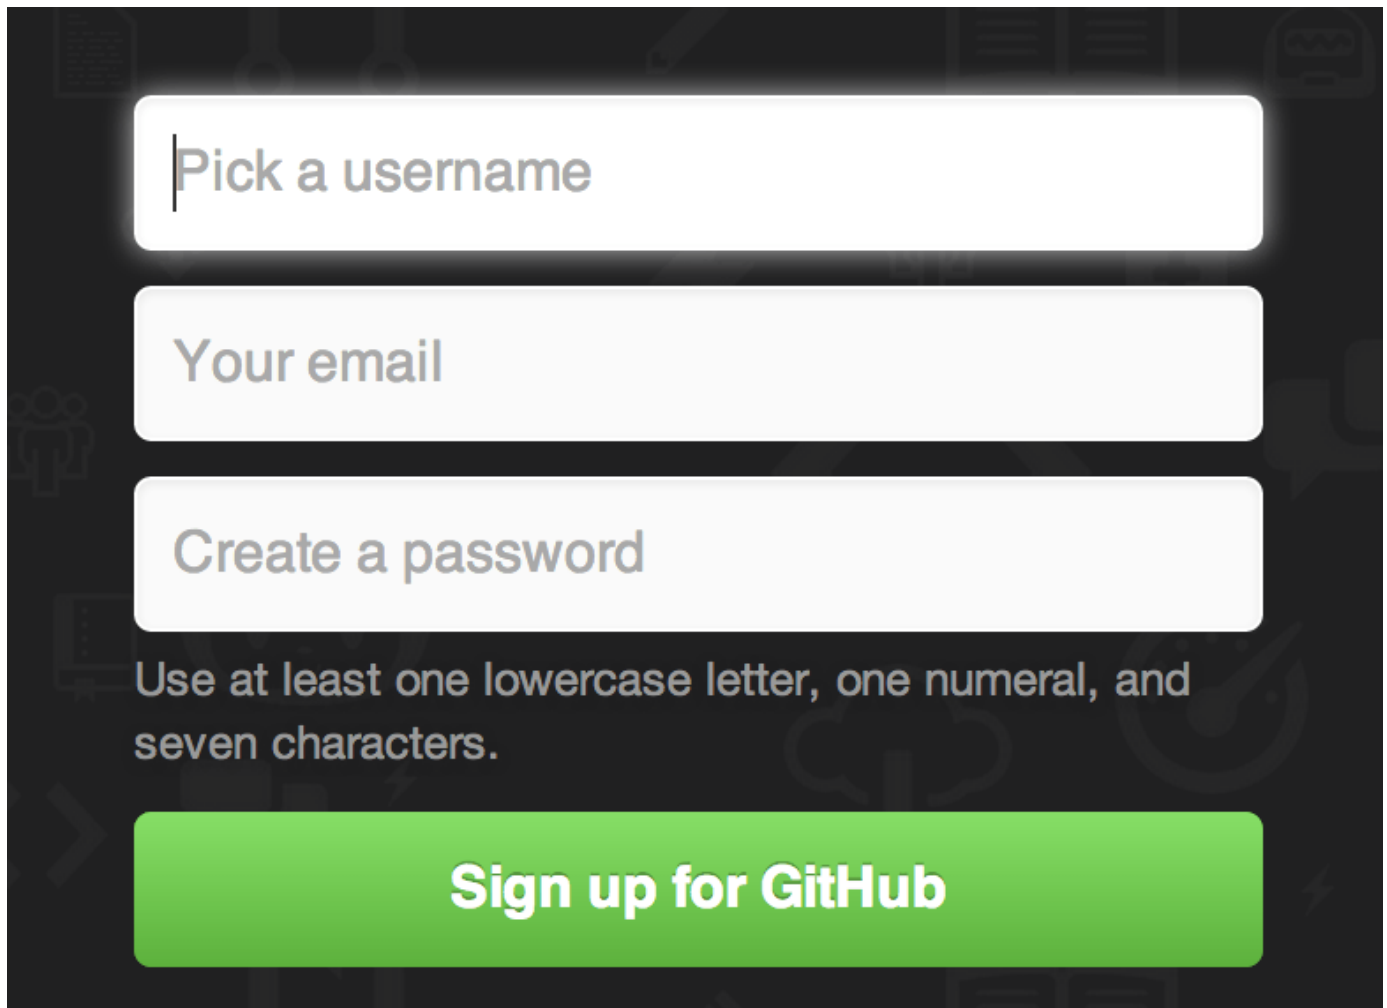 Pick a username
Your email
Create a password
Use at least one lowercase letter, one numeral, and
seven characters.
Sign up for GitHub